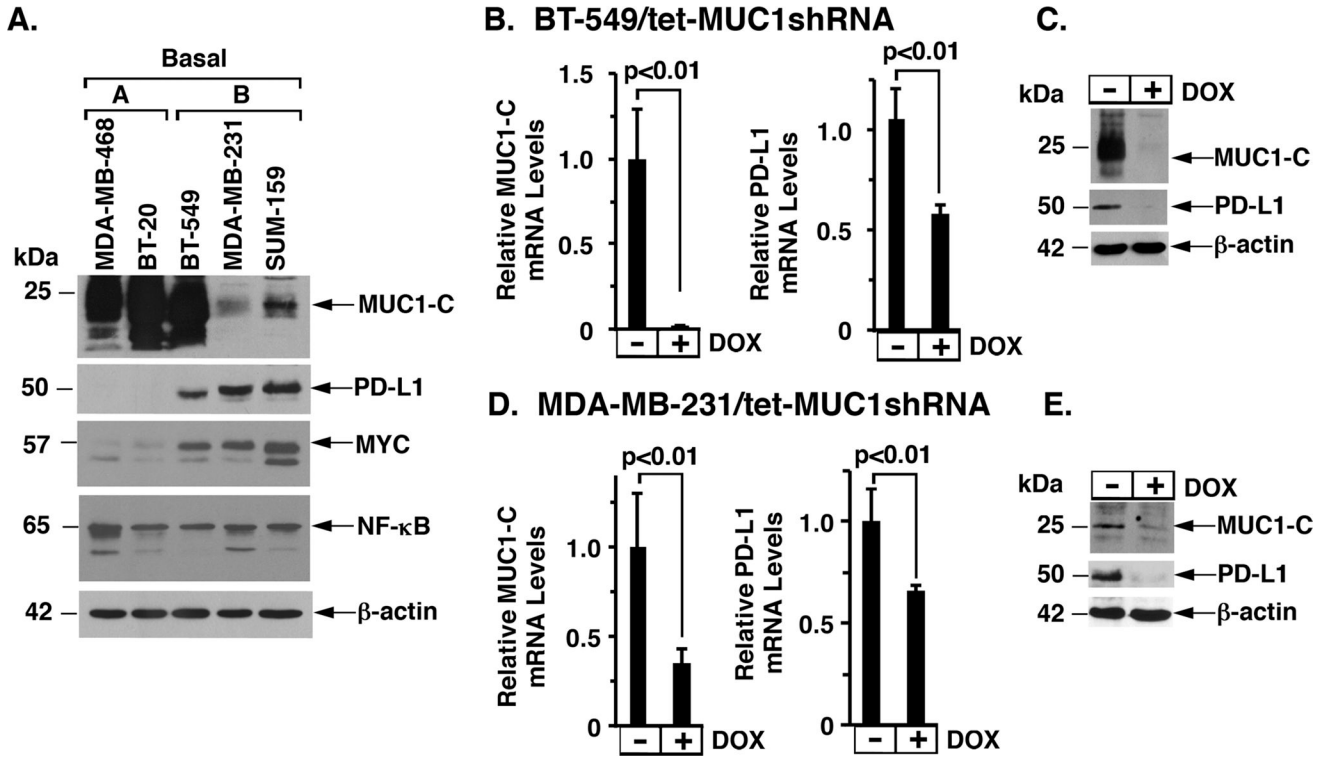 A.
Basal
A B
MDA-MB-468
BT-20
BT-549
MDA-MB-231
SUM-159
kDa
25
MUC1-C
50
PD-L1
57
MYC
65
NF-κB
42
β-actin
B. BT-549/tet-MUC1shRNA
Relative MUC1-C
mRNA Levels
1.5
1.0
0.5
0
p<0.01
- + DOX
Relative PD-L1
mRNA Levels
1.0
0.5
0
p<0.01
- + DOX
C.
kDa - + DOX
25
MUC1-C
50
PD-L1
42
β-actin
D. MDA-MB-231/tet-MUC1shRNA
Relative MUC1-C
mRNA Levels
1.0
0.5
0
p<0.01
- + DOX
Relative PD-L1
mRNA Levels
1.0
0.5
0
p<0.01
- + DOX
E.
kDa - + DOX
25
MUC1-C
50
PD-L1
42
β-actin